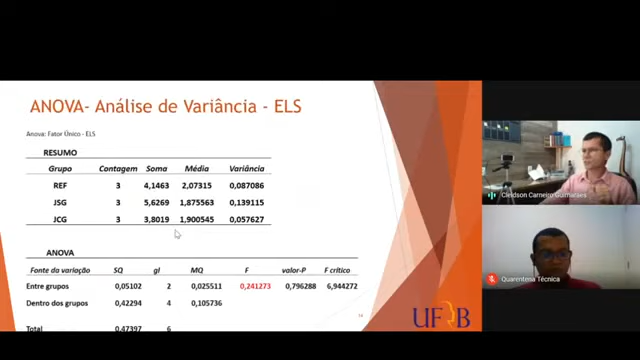 ANOVA- Análise de Variância - ELS
Anova: Fator Único - ELS
RESUMO
Grupo Contagem Soma Média Variância
REF 3 4,1463 2,07315 0,087086
JSG 3 5,6269 1,875563 0,139115
JCG 3 3,8019 1,900545 0,057627
ANOVA
Fonte da variação SQ gl MQ F valor-P F crítico
Entre grupos 0,05102 2 0,025511 0,241273 0,796288 6,944272
Dentro dos grupos 0,42294 4 0,105736
Total 0,47397 6
14
UFRB
Cleidson Carneiro Guimaraes
Quarentena Técnica